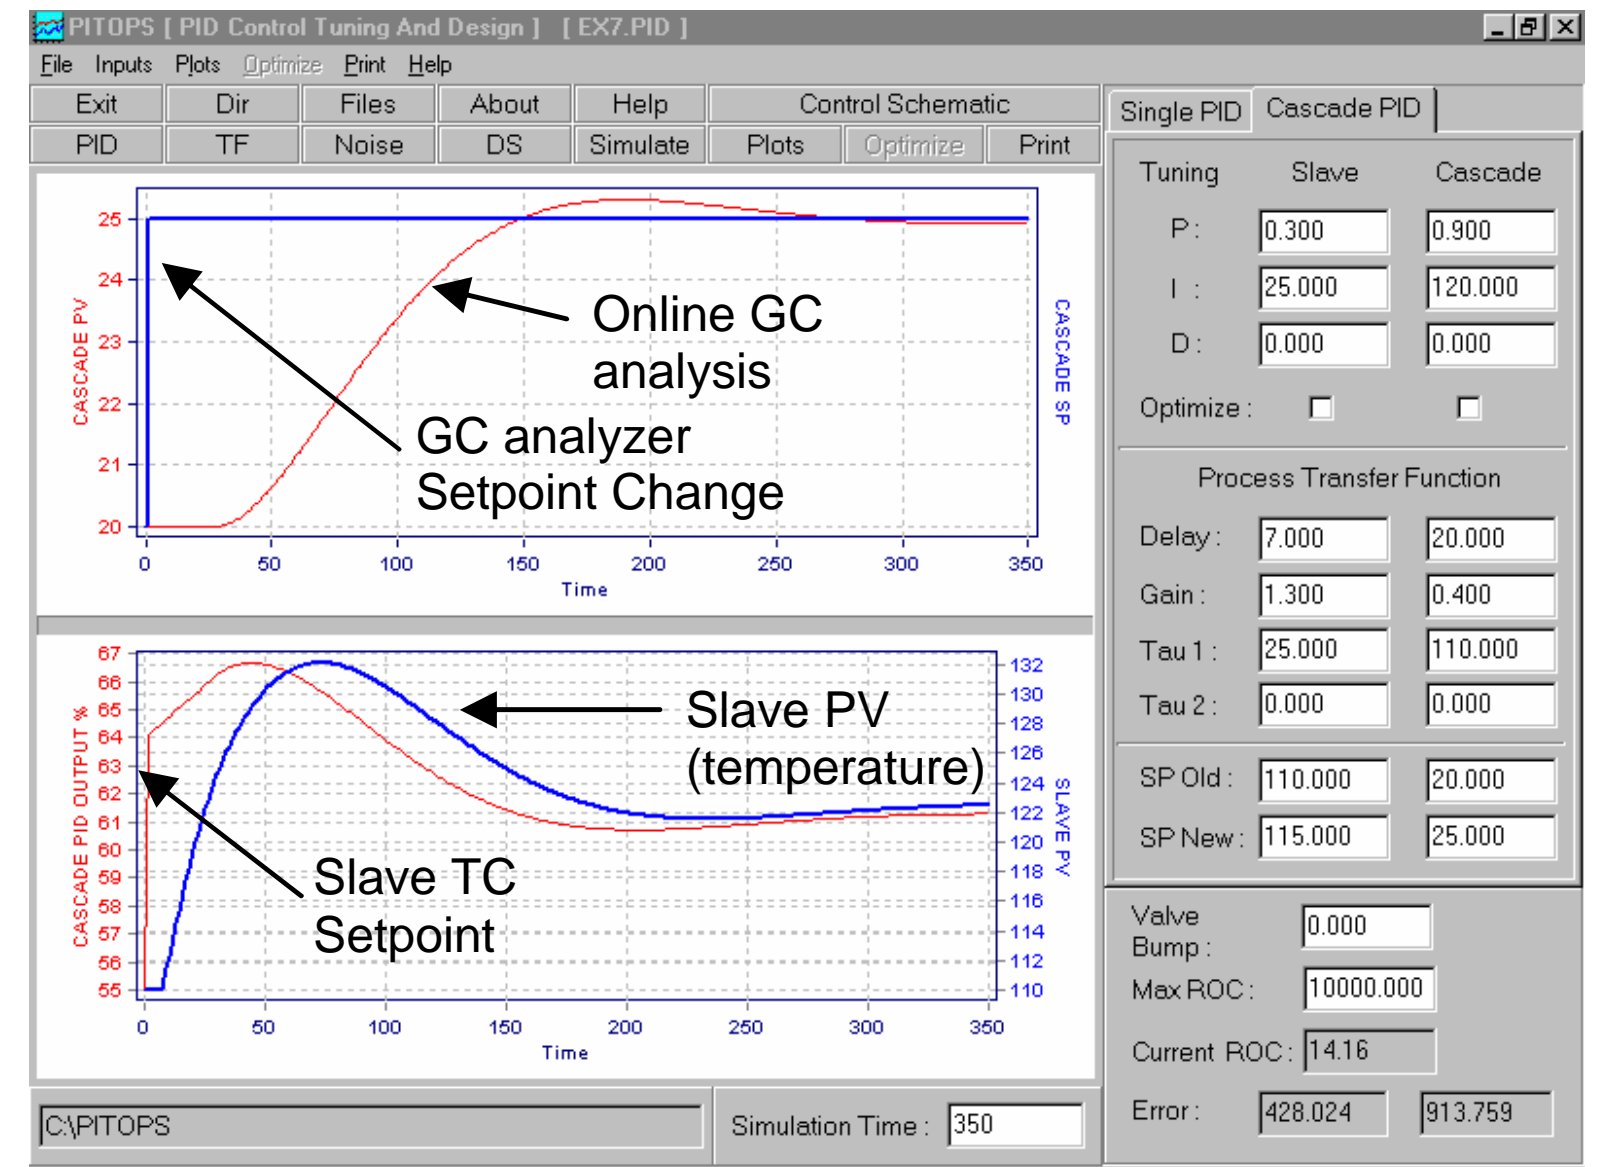 PITOPS [ PID Control Tuning And Design ] [ EX7.PID ]
File Inputs Plots Optimize Print Help
Exit Dir Files About Help Control Schematic
PID TF Noise DS Simulate Plots Optimize Print
25
24
23
22
21
20
CASCADE PV
CASCADE SP
0 50 100 150 200 250 300 350
Time
Online GC
analysis
GC analyzer
Setpoint Change
67
66
65
64
63
62
61
60
59
58
57
56
55
CASCADE PID OUTPUT %
132
130
128
126
124
122
120
118
116
114
112
110
SLAVE PV
0 50 100 150 200 250 300 350
Time
Slave PV
(temperature)
Slave TC
Setpoint
C:\PITOPS
Simulation Time : 350
Single PID Cascade PID
Tuning Slave Cascade
P : 0.300 0.900
I : 25.000 120.000
D : 0.000 0.000
Optimize :
Process Transfer Function
Delay : 7.000 20.000
Gain : 1.300 0.400
Tau 1 : 25.000 110.000
Tau 2 : 0.000 0.000
SP Old : 110.000 20.000
SP New : 115.000 25.000
Valve
Bump : 0.000
Max ROC : 10000.000
Current ROC : 14.16
Error : 428.024 913.759